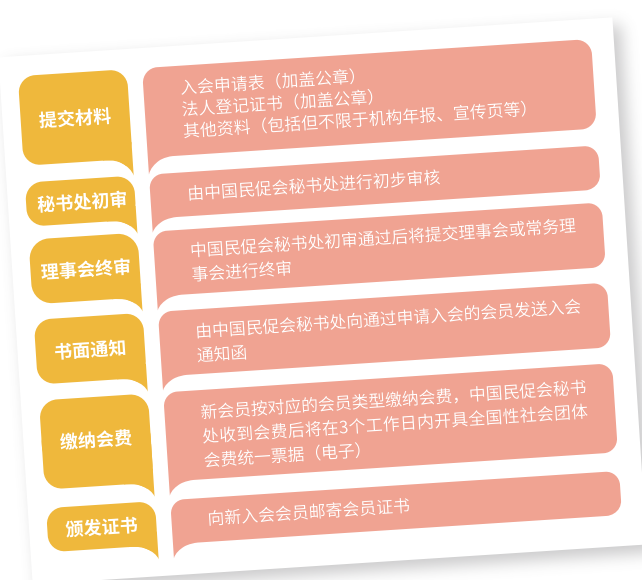 提交材料
入会申请表（加盖公章）
法人登记证书（加盖公章）
其他资料（包括但不限于机构年报、宣传页等）
秘书处初审
由中国民促会秘书处进行初步审核
理事会终审
中国民促会秘书处初审通过后将提交理事会或常务理
事会进行终审
书面通知
由中国民促会秘书处向通过申请入会的会员发送入会
通知函
缴纳会费
新会员按对应的会员类型缴纳会费，中国民促会秘书
处收到会费后将在3个工作日内开具全国性社会团体
会费统一票据（电子）
颁发证书
向新入会会员邮寄会员证书